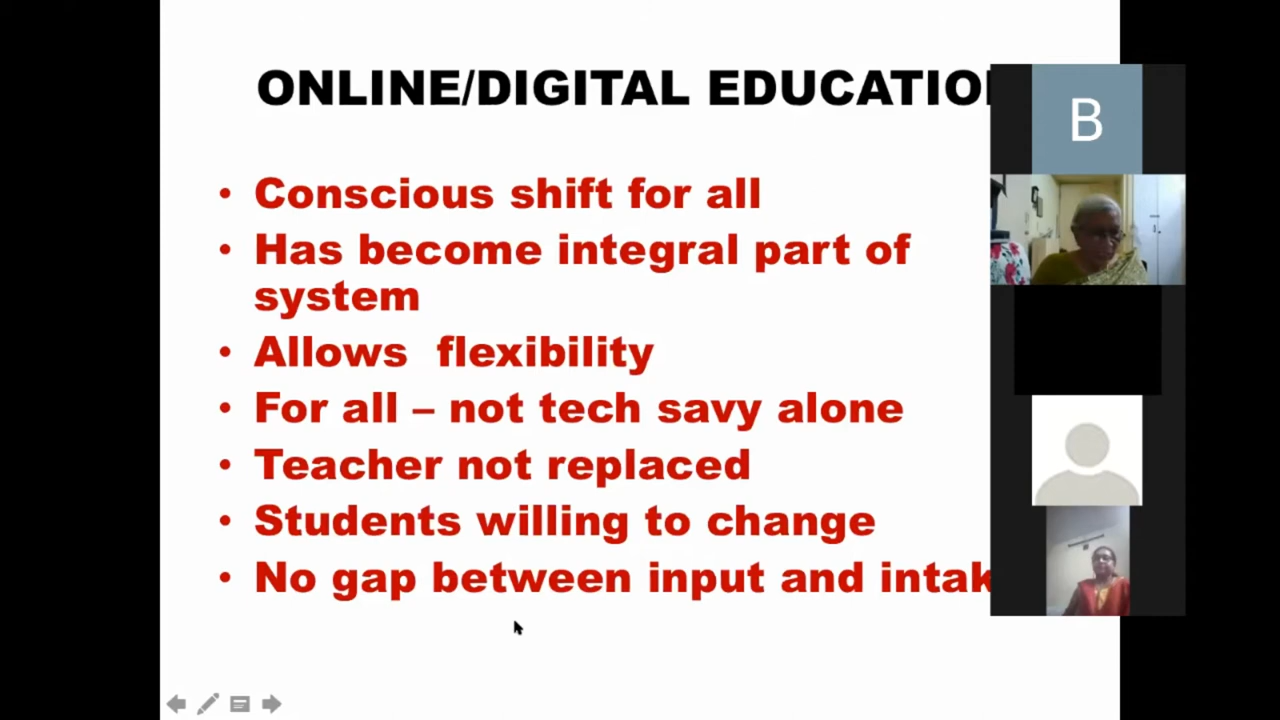 ONLINE/DIGITAL EDUCATIO
B
• Conscious shift for all
• Has become integral part of
system
• Allows flexibility
• For all – not tech savy alone
• Teacher not replaced
• Students willing to change
• No gap between input and intak